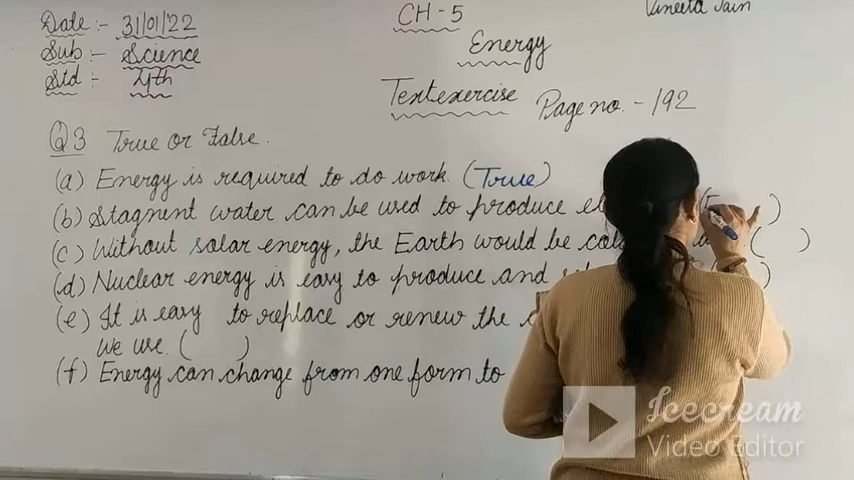 Date :- 31/01/22
Sub :- Science
Std :- 4th
CH - 5
Vineeta Jain
Energy
Textexercise Page no. - 192
Q3 True or False.
(a) Energy is required to do work. (True)
(b) Stagnent water can be used to produce
(c) Without solar energy, the Earth would be
(d) Nuclear energy is easy to produce and
(e) It is easy to replace or renew the
we use. ( )
(f) Energy can change from one form to
Icecream
Video Editor